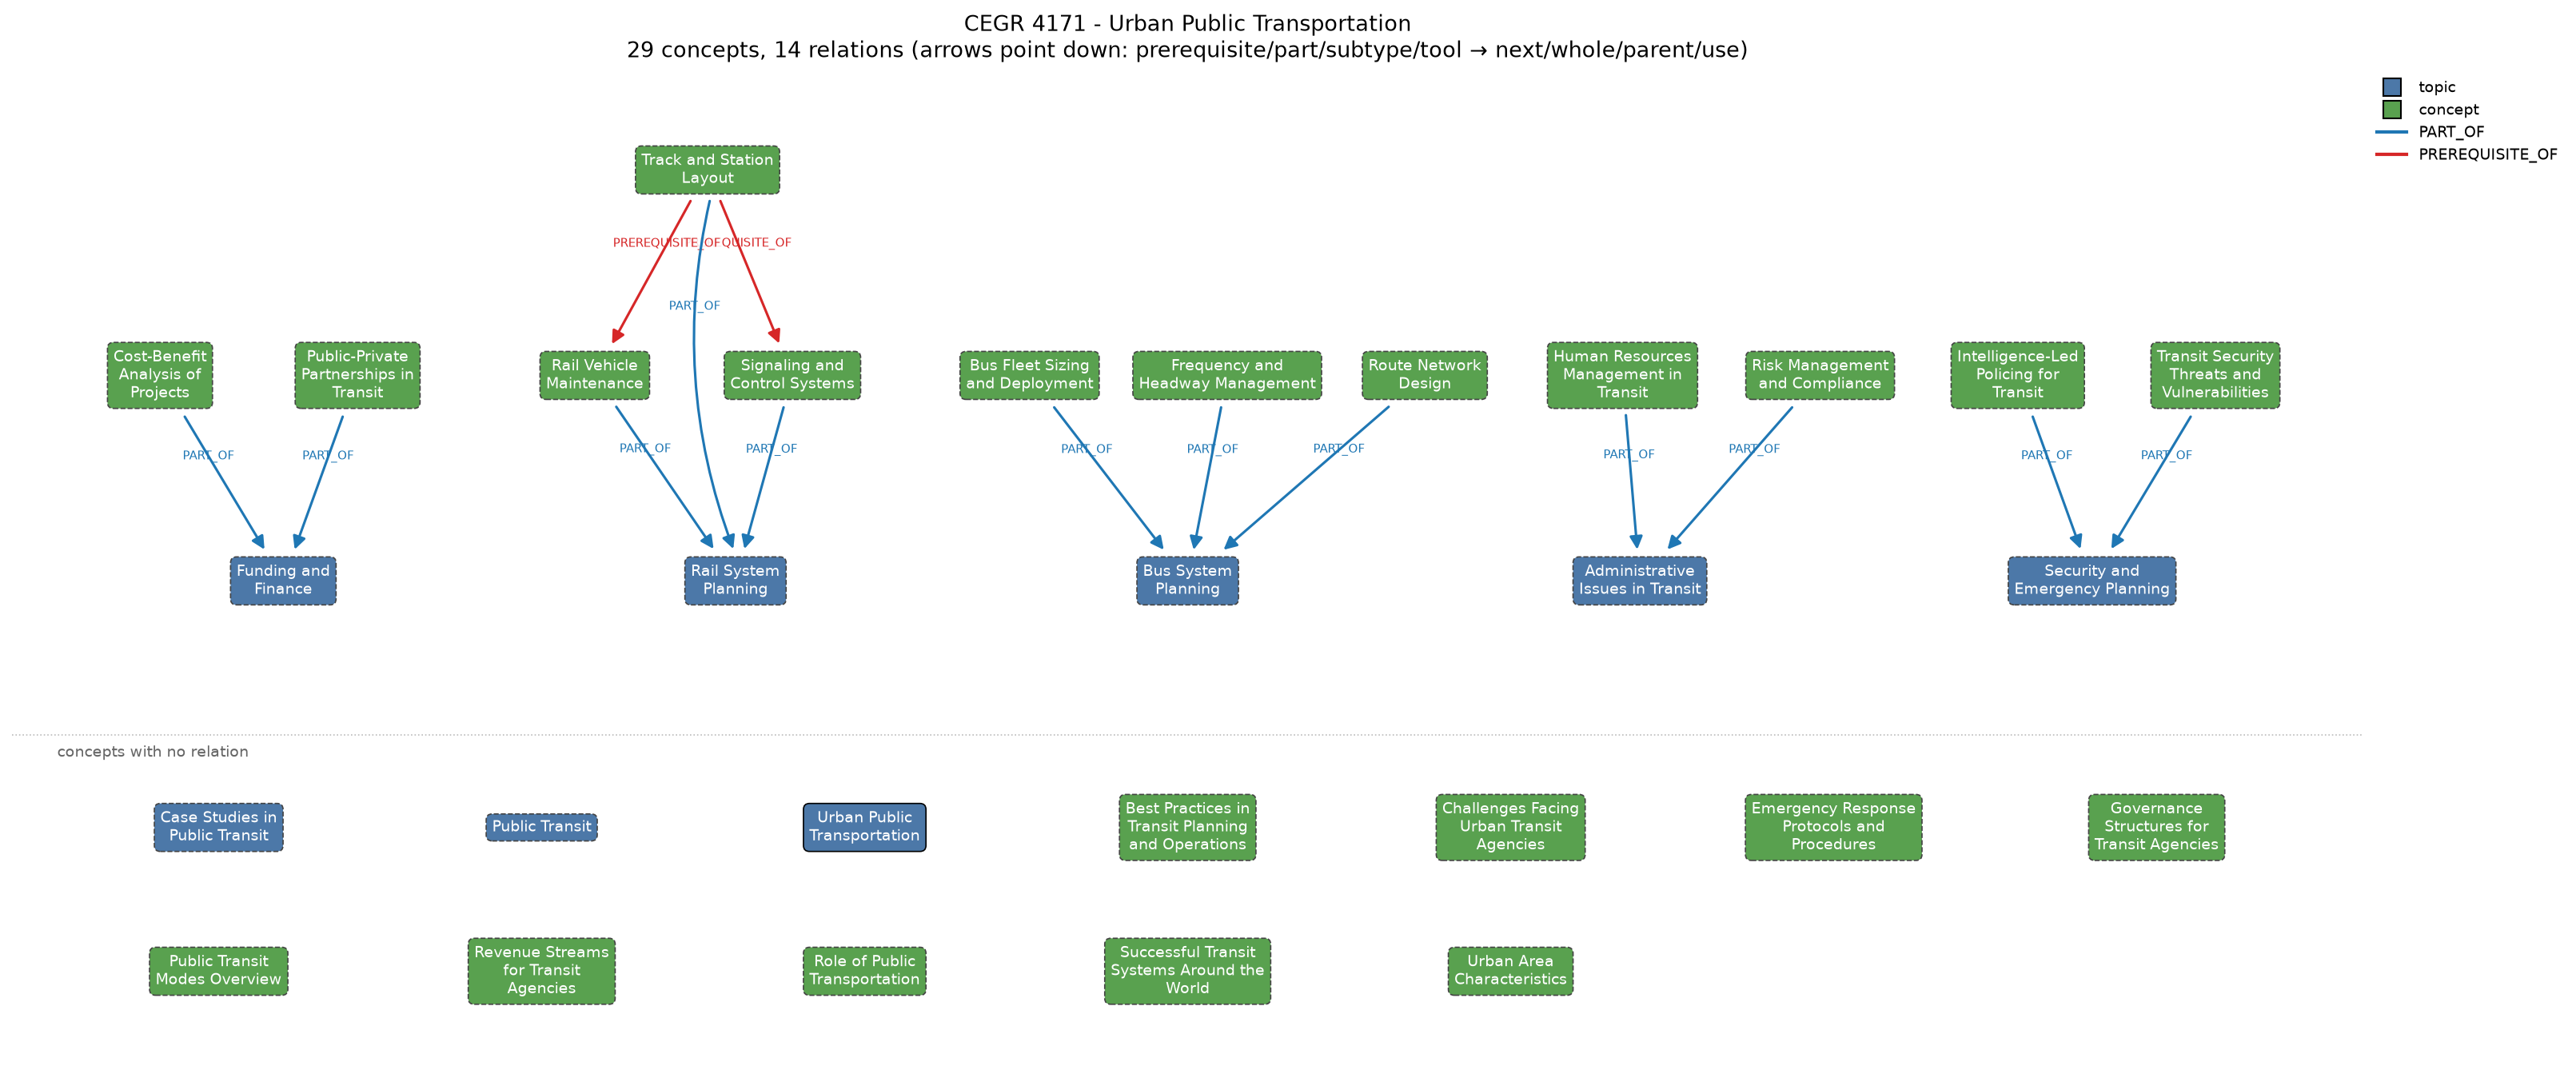 CEGR 4171 - Urban Public Transportation
29 concepts, 14 relations (arrows point down: prerequisite/part/subtype/tool → next/whole/parent/use)
topic
concept
PART_OF
PREREQUISITE_OF
Track and Station
Layout
PREREQUISITE_OF
QUISITE_OF
PART_OF
Cost-Benefit
Analysis of
Projects
Public-Private
Partnerships in
Transit
Rail Vehicle
Maintenance
Signaling and
Control Systems
Bus Fleet Sizing
and Deployment
Frequency and
Headway Management
Route Network
Design
Human Resources
Management in
Transit
Risk Management
and Compliance
Intelligence-Led
Policing for
Transit
Transit Security
Threats and
Vulnerabilities
PART_OF
PART_OF
PART_OF
PART_OF
PART_OF
PART_OF
PART_OF
PART_OF
PART_OF
PART_OF
PART_OF
Funding and
Finance
Rail System
Planning
Bus System
Planning
Administrative
Issues in Transit
Security and
Emergency Planning
concepts with no relation
Case Studies in
Public Transit
Public Transit
Urban Public
Transportation
Best Practices in
Transit Planning
and Operations
Challenges Facing
Urban Transit
Agencies
Emergency Response
Protocols and
Procedures
Governance
Structures for
Transit Agencies
Public Transit
Modes Overview
Revenue Streams
for Transit
Agencies
Role of Public
Transportation
Successful Transit
Systems Around the
World
Urban Area
Characteristics